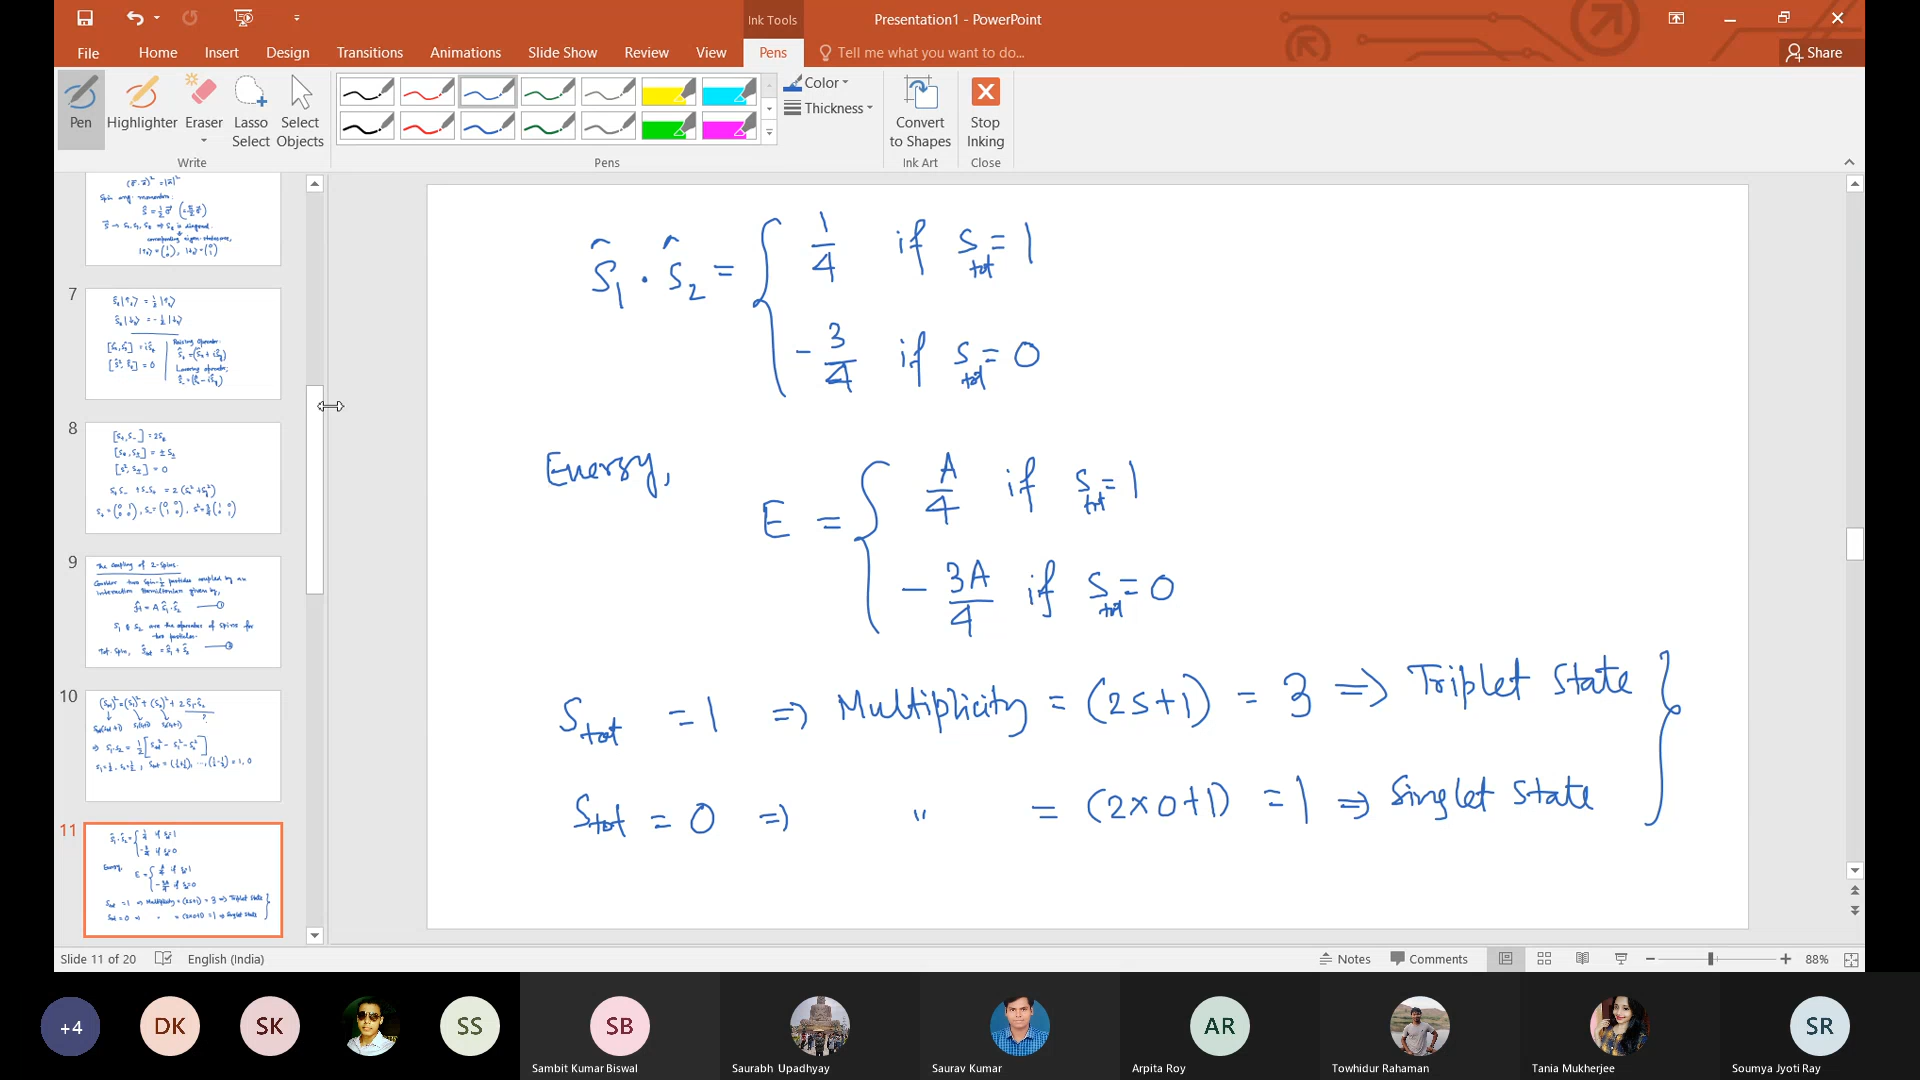 Ink Tools
Presentation1 - PowerPoint
File Home Insert Design Transitions Animations Slide Show Review View Pens Tell me what you want to do... Share
Pen Highlighter Eraser Lasso Select Select Objects
Color
Thickness
Convert to Shapes
Stop Inking
Write Pens Ink Art Close
7
8
9
10
11
Ŝ₁ · Ŝ₂ = { 1/4 if S_tot = 1
- 3/4 if S_tot = 0
Energy,
E = { A/4 if S_tot = 1
- 3A/4 if S_tot = 0
S_tot = 1 ⇒ Multiplicity = (2S+1) = 3 ⇒ Triplet State }
S_tot = 0 ⇒ " = (2×0+1) = 1 ⇒ Singlet State
Slide 11 of 20 English (India) Notes Comments 88%
+4 DK SK SS SB AR SR
Sambit Kumar Biswal Saurabh Upadhyay Saurav Kumar Arpita Roy Towhidur Rahaman Tania Mukherjee Soumya Jyoti Ray